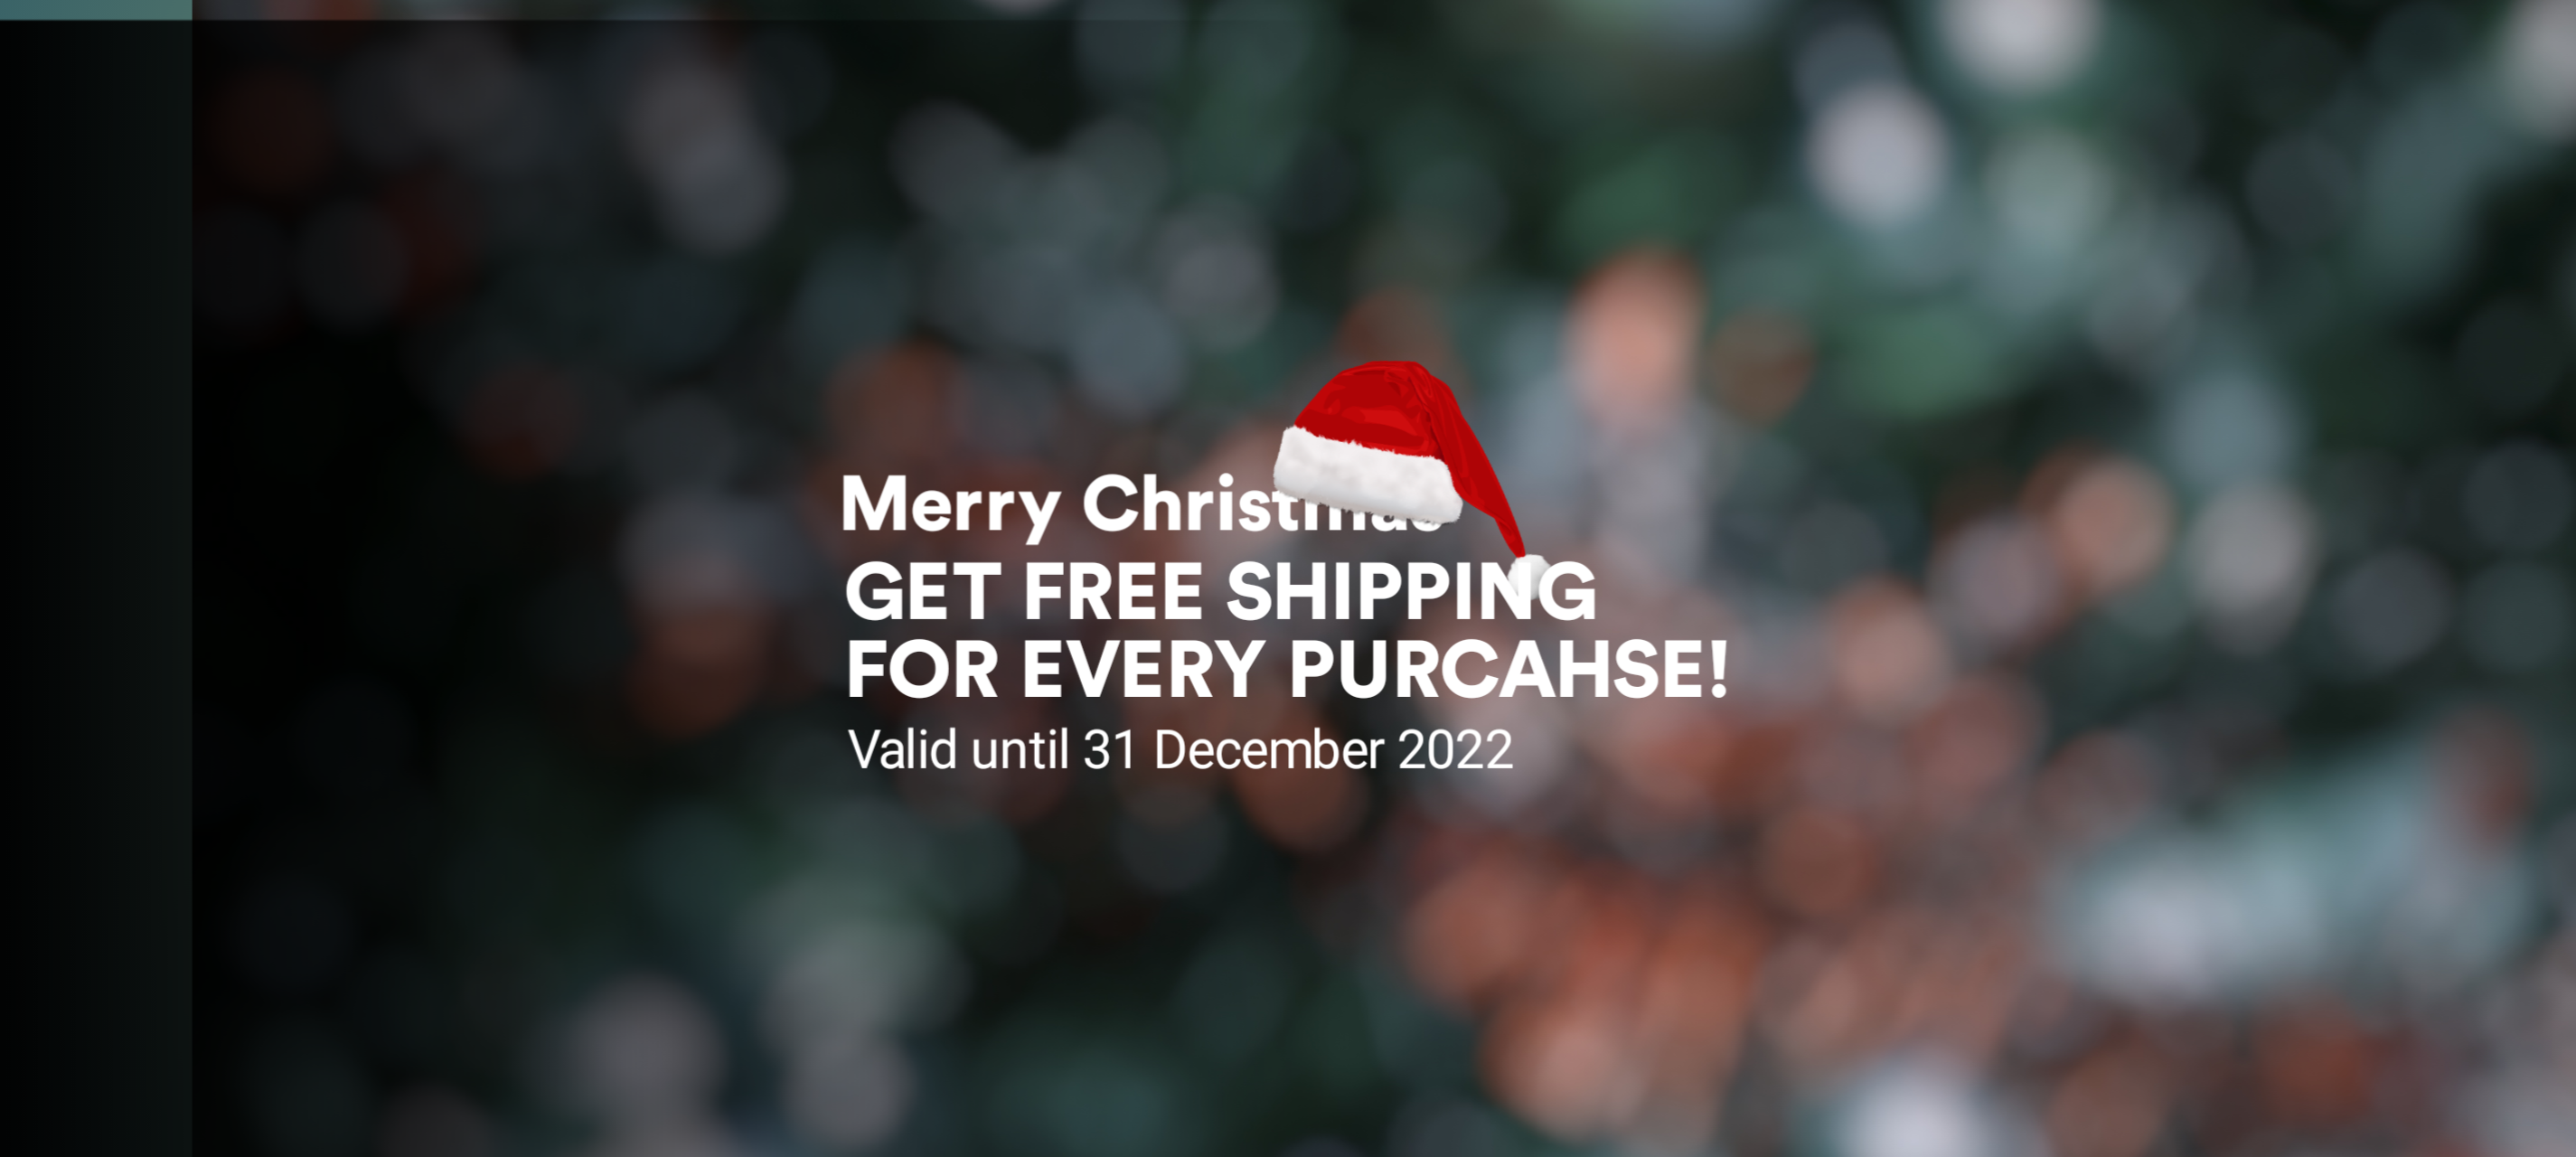 Merry Christmas
GET FREE SHIPPING
FOR EVERY PURCAHSE!
Valid until 31 December 2022